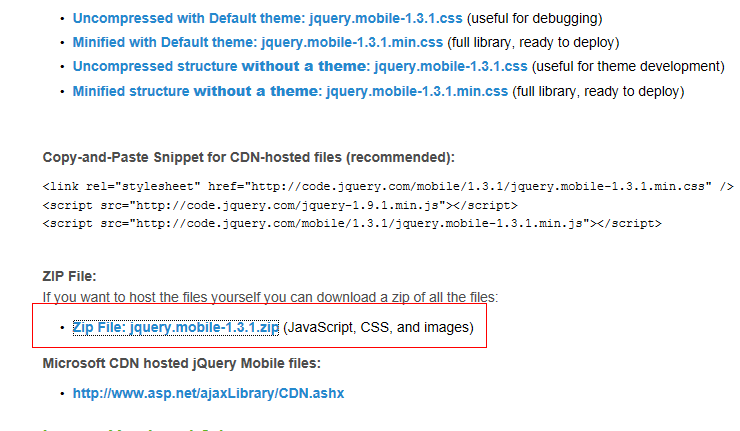 Uncompressed with Default theme: jquery.mobile-1.3.1.css (useful for debugging)
Minified with Default theme: jquery.mobile-1.3.1.min.css (full library, ready to deploy)
Uncompressed structure without a theme: jquery.mobile-1.3.1.css (useful for theme development)
Minified structure without a theme: jquery.mobile-1.3.1.min.css (full library, ready to deploy)
Copy-and-Paste Snippet for CDN-hosted files (recommended):
<link rel="stylesheet" href="http://code.jquery.com/mobile/1.3.1/jquery.mobile-1.3.1.min.css" />
<script src="http://code.jquery.com/jquery-1.9.1.min.js"></script>
<script src="http://code.jquery.com/mobile/1.3.1/jquery.mobile-1.3.1.min.js"></script>
ZIP File:
If you want to host the files yourself you can download a zip of all the files:
Zip File: jquery.mobile-1.3.1.zip (JavaScript, CSS, and images)
Microsoft CDN hosted jQuery Mobile files:
http://www.asp.net/ajaxLibrary/CDN.ashx